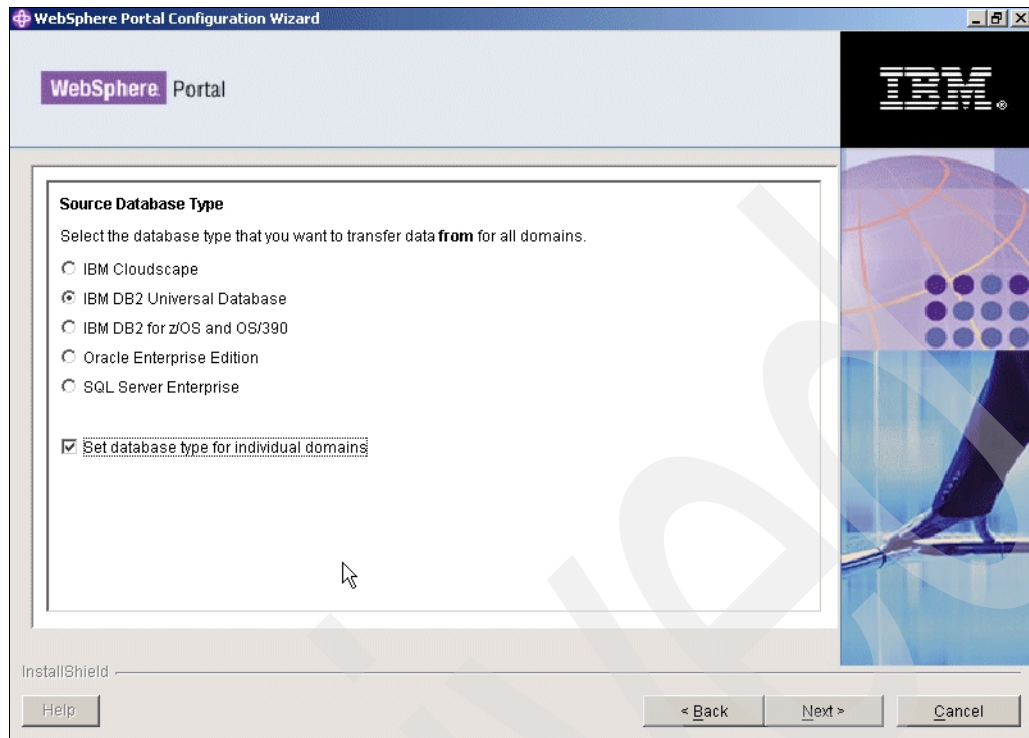 WebSphere Portal Configuration Wizard
WebSphere. Portal
IBM®
Source Database Type
Select the database type that you want to transfer data from for all domains.
IBM Cloudscape
IBM DB2 Universal Database
IBM DB2 for z/OS and OS/390
Oracle Enterprise Edition
SQL Server Enterprise
Set database type for individual domains
InstallShield
Help
< Back
Next >
Cancel